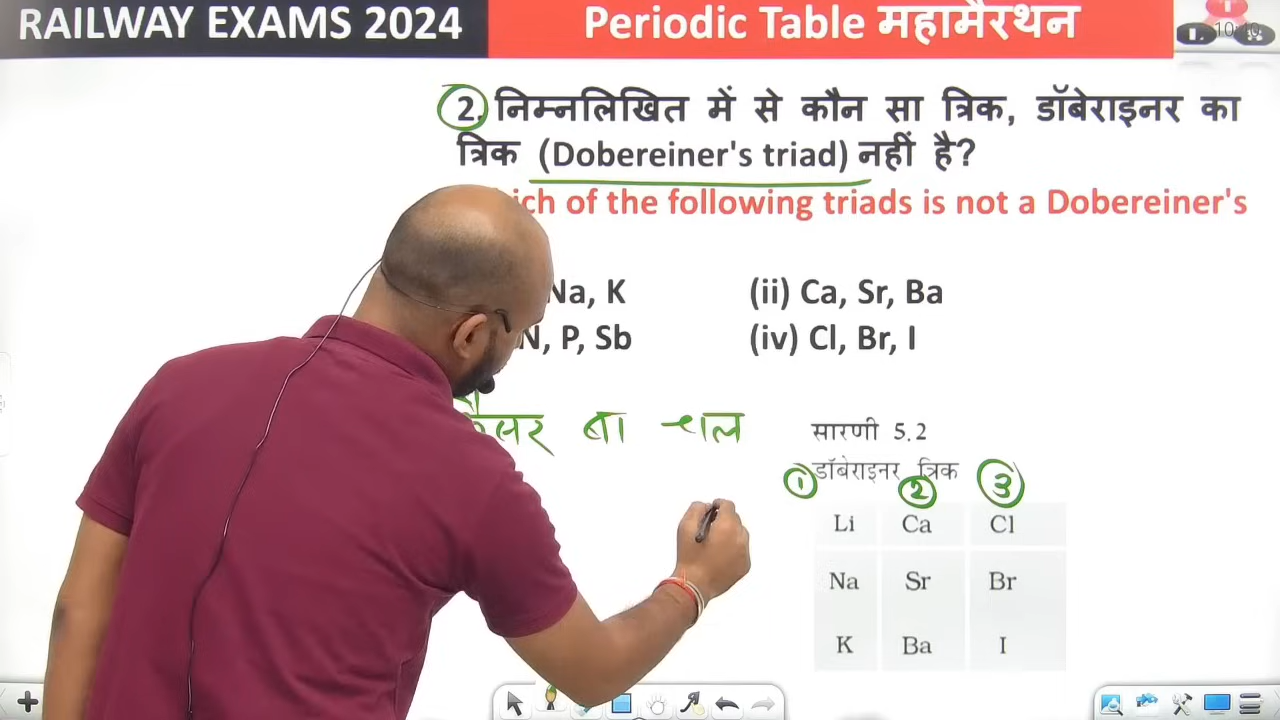 RAILWAY EXAMS 2024
Periodic Table महामैरथन
2. निम्नलिखित में से कौन सा त्रिक, डॉबेराइनर का
त्रिक (Dobereiner's triad) नहीं है?
of the following triads is not a Dobereiner's
Na, K
(ii) Ca, Sr, Ba
N, P, Sb
(iv) Cl, Br, I
बा
सारणी 5.2
डॉबेराइनर त्रिक
1 2 3
Li Ca Cl
Na Sr Br
K Ba I